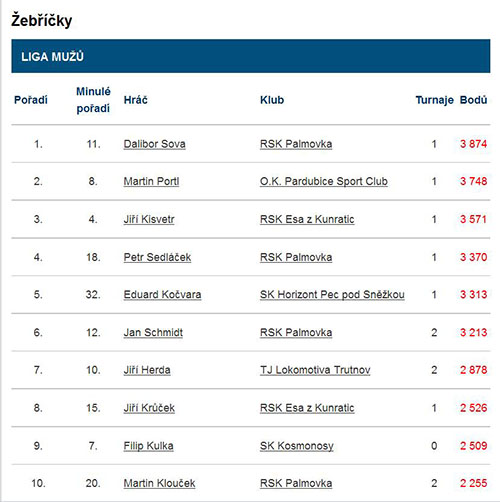 Žebříčky
LIGA MUŽŮ
Pořadí Minulé pořadí Hráč Klub Turnaje Bodů
1. 11. Dalibor Sova RSK Palmovka 1 3 874
2. 8. Martin Portl O.K. Pardubice Sport Club 1 3 748
3. 4. Jiří Kisvetr RSK Esa z Kunratic 1 3 571
4. 18. Petr Sedláček RSK Palmovka 1 3 370
5. 32. Eduard Kočvara SK Horizont Pec pod Sněžkou 1 3 313
6. 12. Jan Schmidt RSK Palmovka 2 3 213
7. 10. Jiří Herda TJ Lokomotiva Trutnov 2 2 878
8. 15. Jiří Krůček RSK Esa z Kunratic 1 2 526
9. 7. Filip Kulka SK Kosmonosy 0 2 509
10. 20. Martin Klouček RSK Palmovka 2 2 255